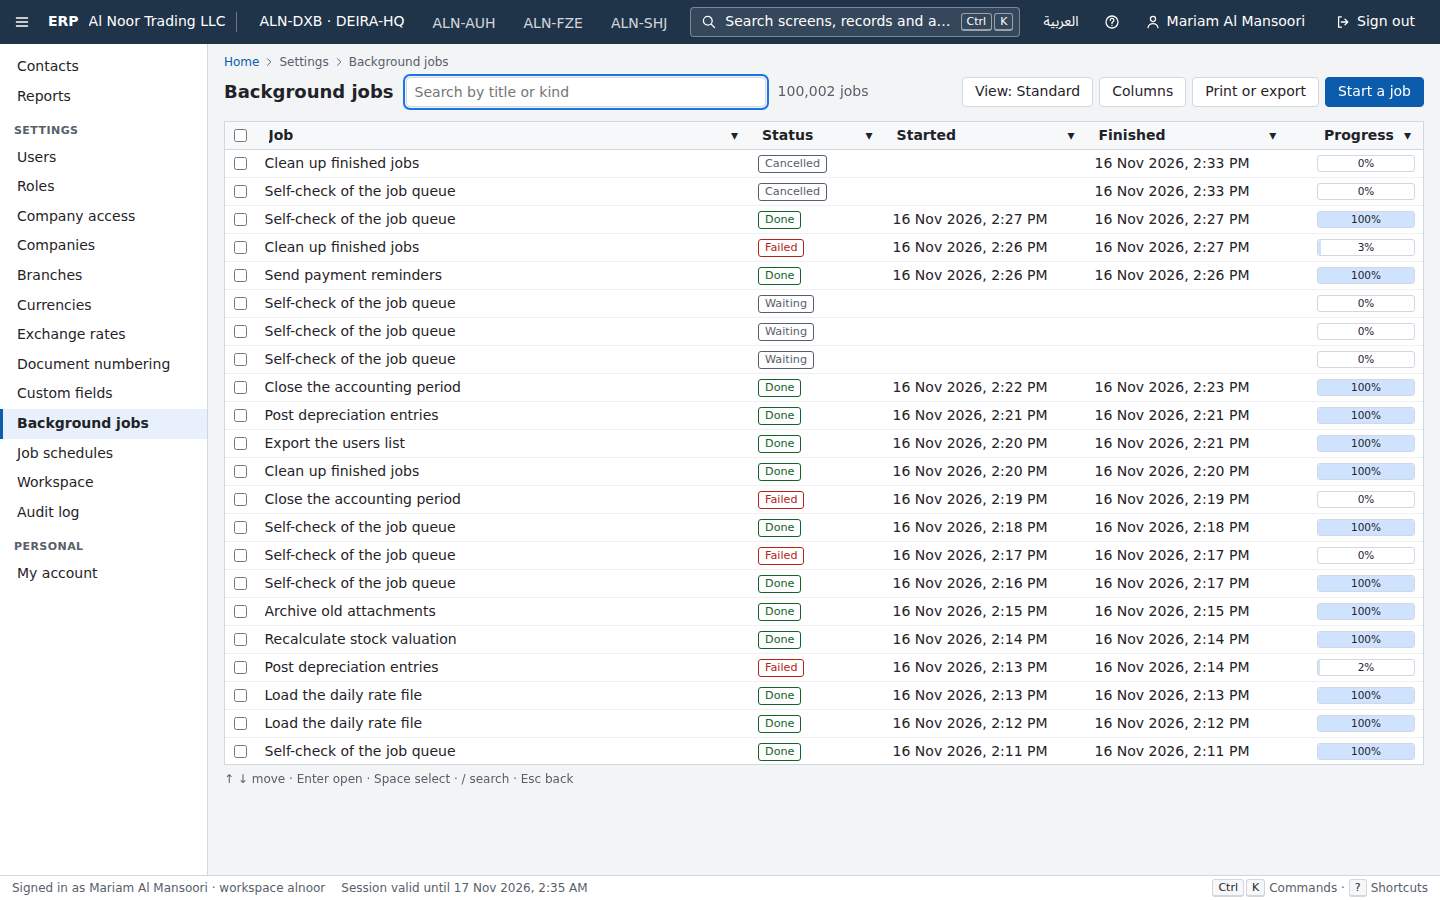 ERP Al Noor Trading LLC ALN-DXB · DEIRA-HQ ALN-AUH ALN-FZE ALN-SHJ Search screens, records and a… Ctrl K العربية Mariam Al Mansoori Sign out
Contacts
Reports
SETTINGS
Users
Roles
Company access
Companies
Branches
Currencies
Exchange rates
Document numbering
Custom fields
Background jobs
Job schedules
Workspace
Audit log
PERSONAL
My account
Home > Settings > Background jobs
Background jobs Search by title or kind 100,002 jobs View: Standard Columns Print or export Start a job
Job ▼ Status ▼ Started ▼ Finished ▼ Progress ▼
Clean up finished jobs Cancelled 16 Nov 2026, 2:33 PM 0%
Self-check of the job queue Cancelled 16 Nov 2026, 2:33 PM 0%
Self-check of the job queue Done 16 Nov 2026, 2:27 PM 16 Nov 2026, 2:27 PM 100%
Clean up finished jobs Failed 16 Nov 2026, 2:26 PM 16 Nov 2026, 2:27 PM 3%
Send payment reminders Done 16 Nov 2026, 2:26 PM 16 Nov 2026, 2:26 PM 100%
Self-check of the job queue Waiting 0%
Self-check of the job queue Waiting 0%
Self-check of the job queue Waiting 0%
Close the accounting period Done 16 Nov 2026, 2:22 PM 16 Nov 2026, 2:23 PM 100%
Post depreciation entries Done 16 Nov 2026, 2:21 PM 16 Nov 2026, 2:21 PM 100%
Export the users list Done 16 Nov 2026, 2:20 PM 16 Nov 2026, 2:21 PM 100%
Clean up finished jobs Done 16 Nov 2026, 2:20 PM 16 Nov 2026, 2:20 PM 100%
Close the accounting period Failed 16 Nov 2026, 2:19 PM 16 Nov 2026, 2:19 PM 0%
Self-check of the job queue Done 16 Nov 2026, 2:18 PM 16 Nov 2026, 2:18 PM 100%
Self-check of the job queue Failed 16 Nov 2026, 2:17 PM 16 Nov 2026, 2:17 PM 0%
Self-check of the job queue Done 16 Nov 2026, 2:16 PM 16 Nov 2026, 2:17 PM 100%
Archive old attachments Done 16 Nov 2026, 2:15 PM 16 Nov 2026, 2:15 PM 100%
Recalculate stock valuation Done 16 Nov 2026, 2:14 PM 16 Nov 2026, 2:14 PM 100%
Post depreciation entries Failed 16 Nov 2026, 2:13 PM 16 Nov 2026, 2:14 PM 2%
Load the daily rate file Done 16 Nov 2026, 2:13 PM 16 Nov 2026, 2:13 PM 100%
Load the daily rate file Done 16 Nov 2026, 2:12 PM 16 Nov 2026, 2:12 PM 100%
Self-check of the job queue Done 16 Nov 2026, 2:11 PM 16 Nov 2026, 2:11 PM 100%
↑ ↓ move · Enter open · Space select · / search · Esc back
Signed in as Mariam Al Mansoori · workspace alnoor Session valid until 17 Nov 2026, 2:35 AM Ctrl K Commands · ? Shortcuts